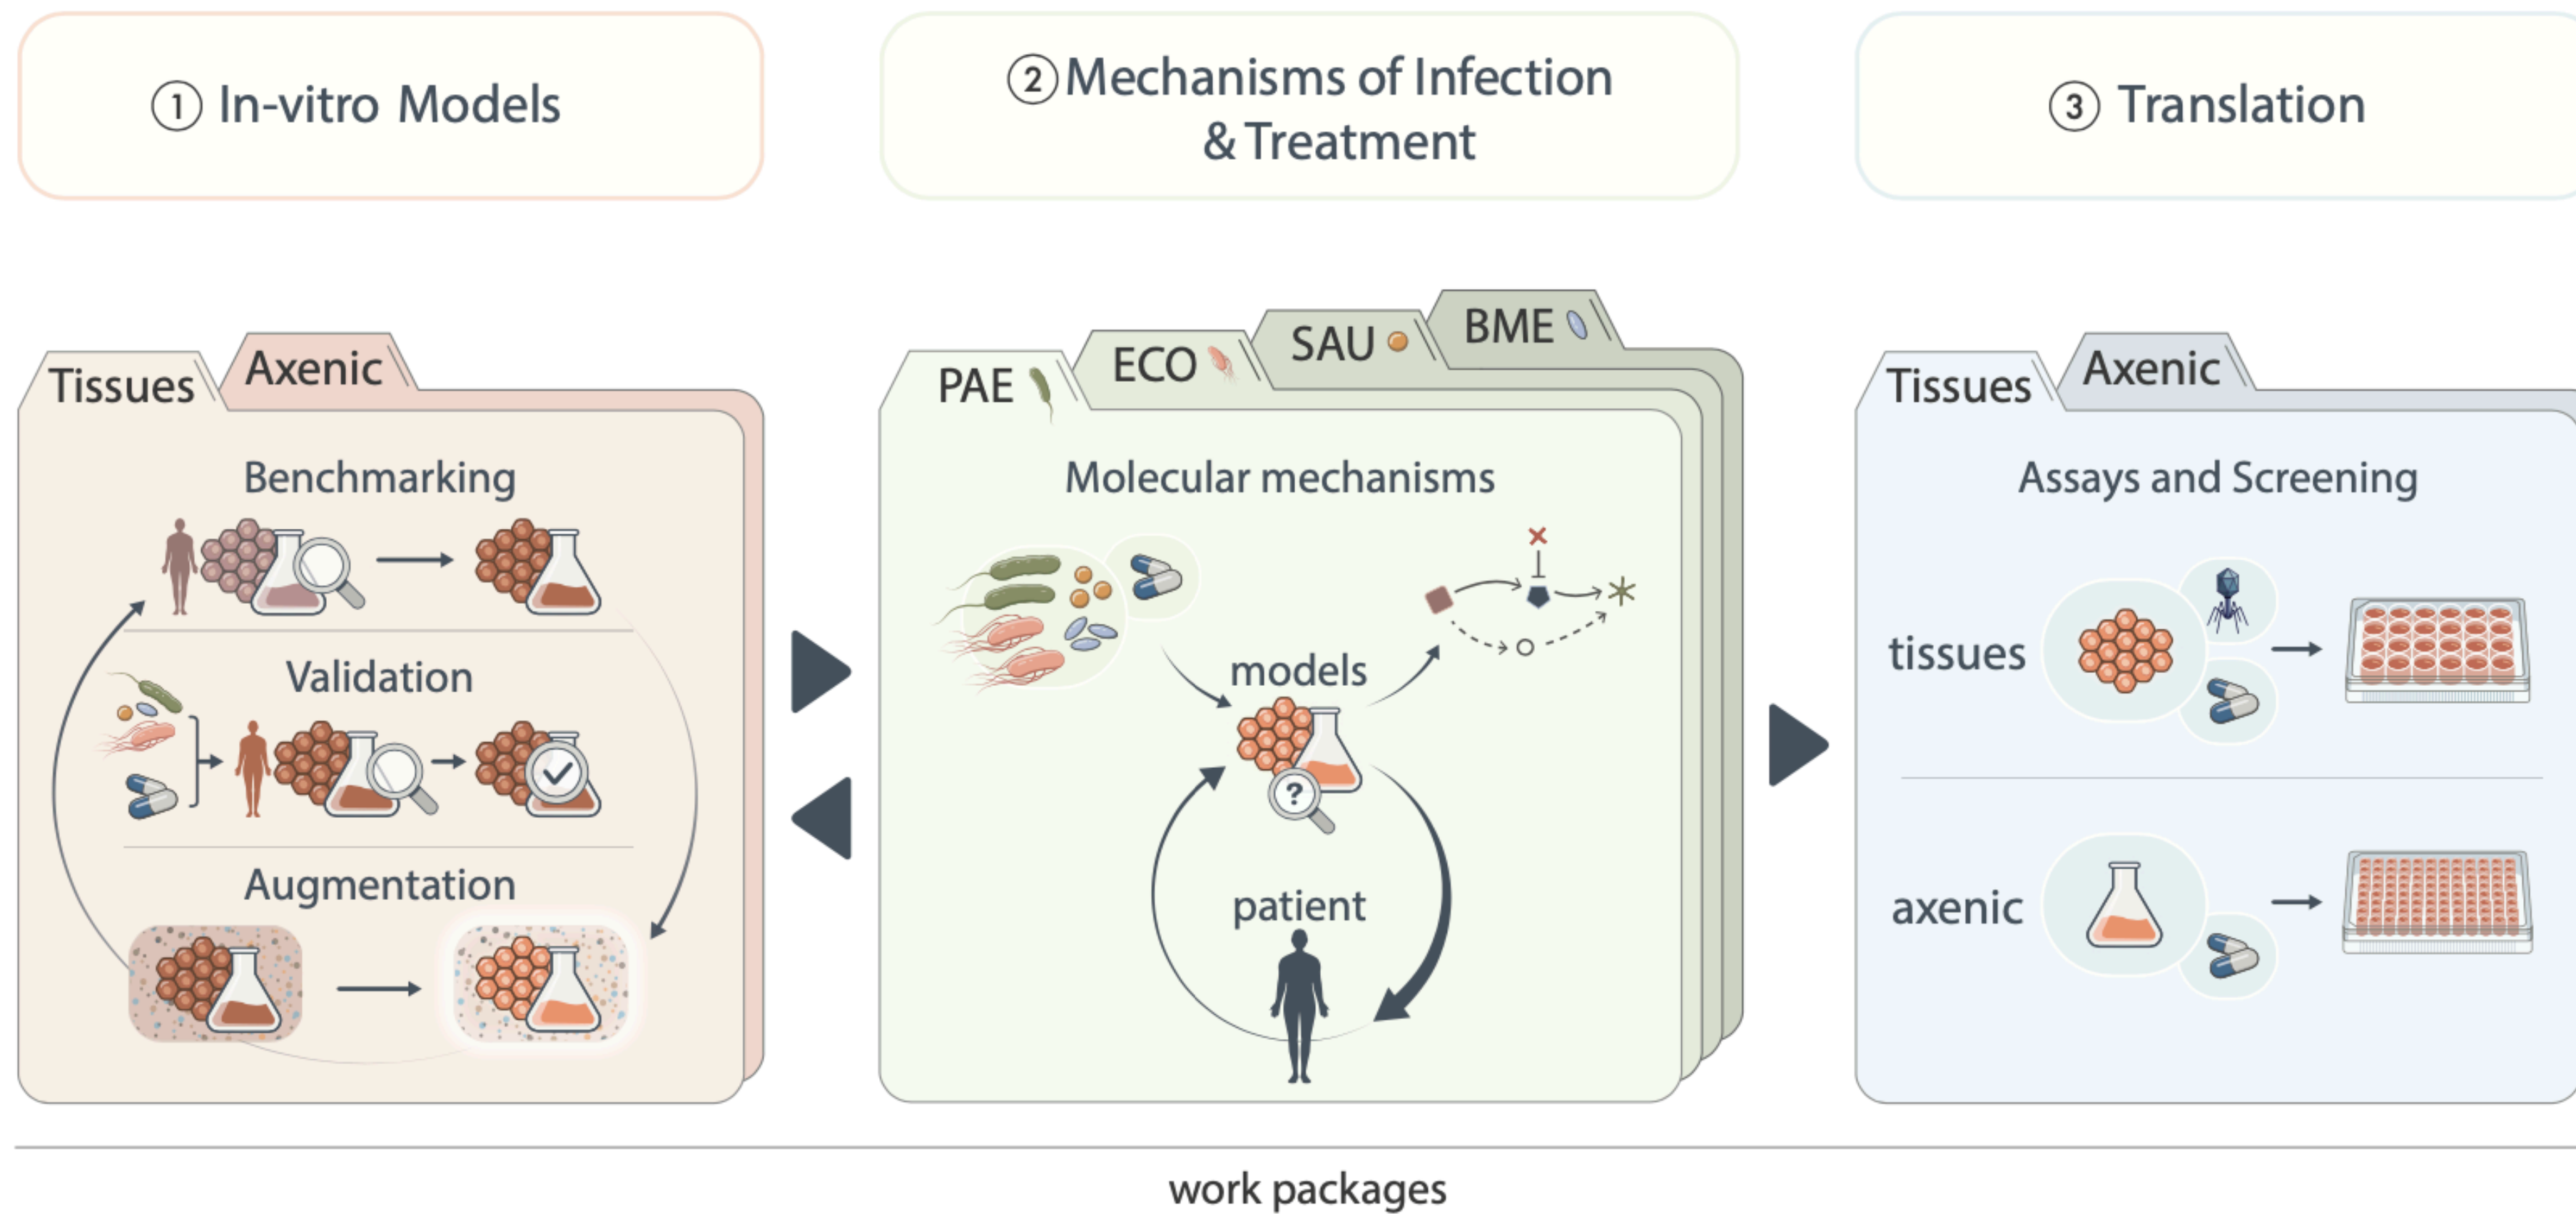 ① In-vitro Models
② Mechanisms of Infection
& Treatment
③ Translation
Tissues
Axenic
Benchmarking
Validation
Augmentation
PAE
ECO
SAU
BME
Molecular mechanisms
models
?
patient
Tissues
Axenic
Assays and Screening
tissues
axenic
work packages